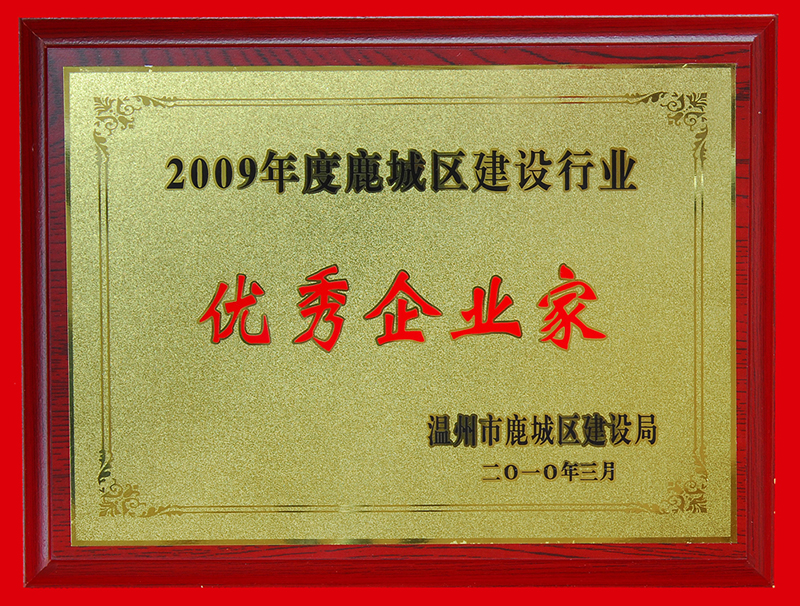 2009年度鹿城区建设行业
优秀企业家
温州市鹿城区建设局
二〇一〇年三月